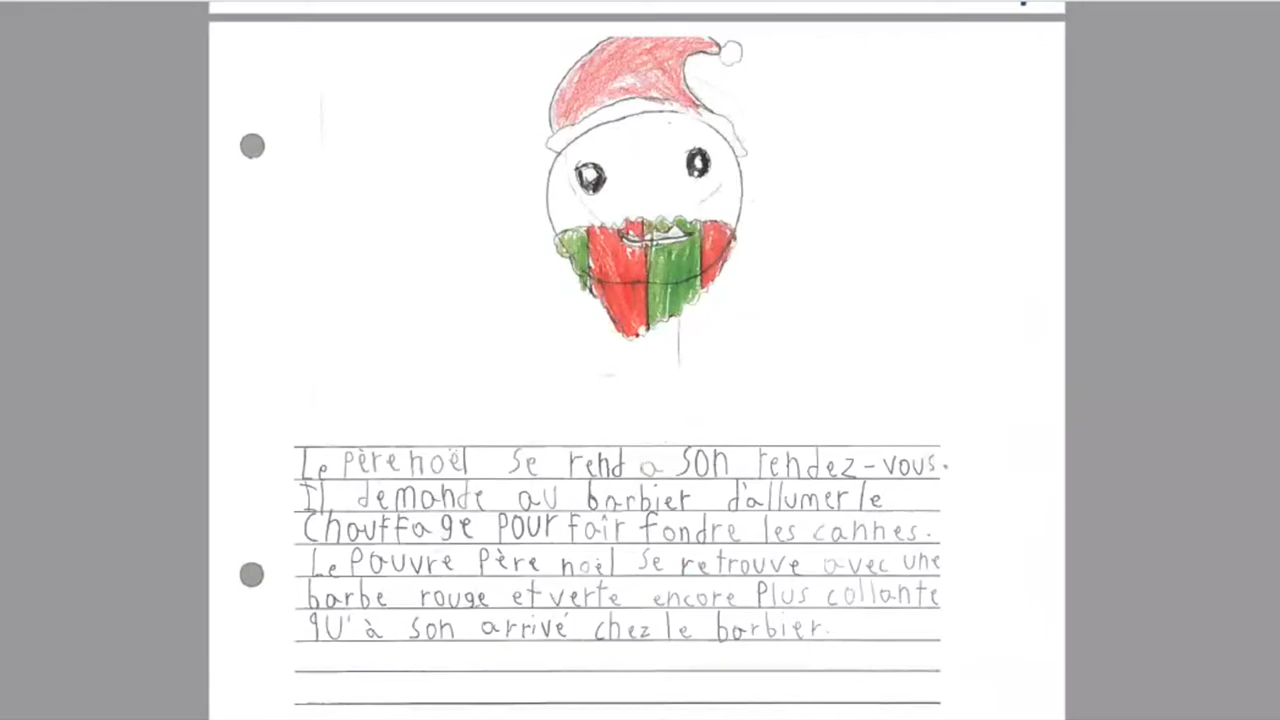 Le Père noël se rend a son rendez-vous.
Il demande au barbier d'allumer le
chauffage pour fair fondre les cannes.
Le Pauvre Père noël se retrouve avec une
barbe rouge et verte encore Plus collante
qu'à son arrivé chez le barbier.